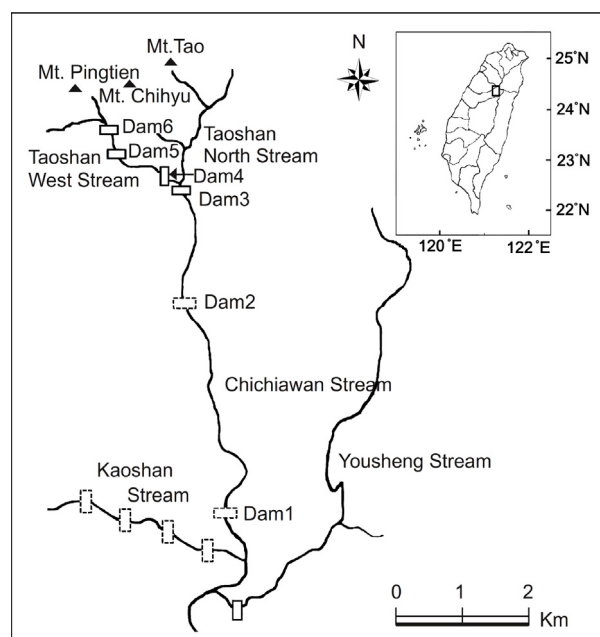 Mt.Tao
N
Mt. Pingtien
Mt. Chihyu
25°N
24°N
23°N
22°N
120°E
122°E
Dam6
Taoshan
North Stream
Dam5
Taoshan
West Stream
Dam4
Dam3
Dam2
Chichiawan Stream
Yousheng Stream
Kaoshan
Stream
Dam1
0
1
2
Km